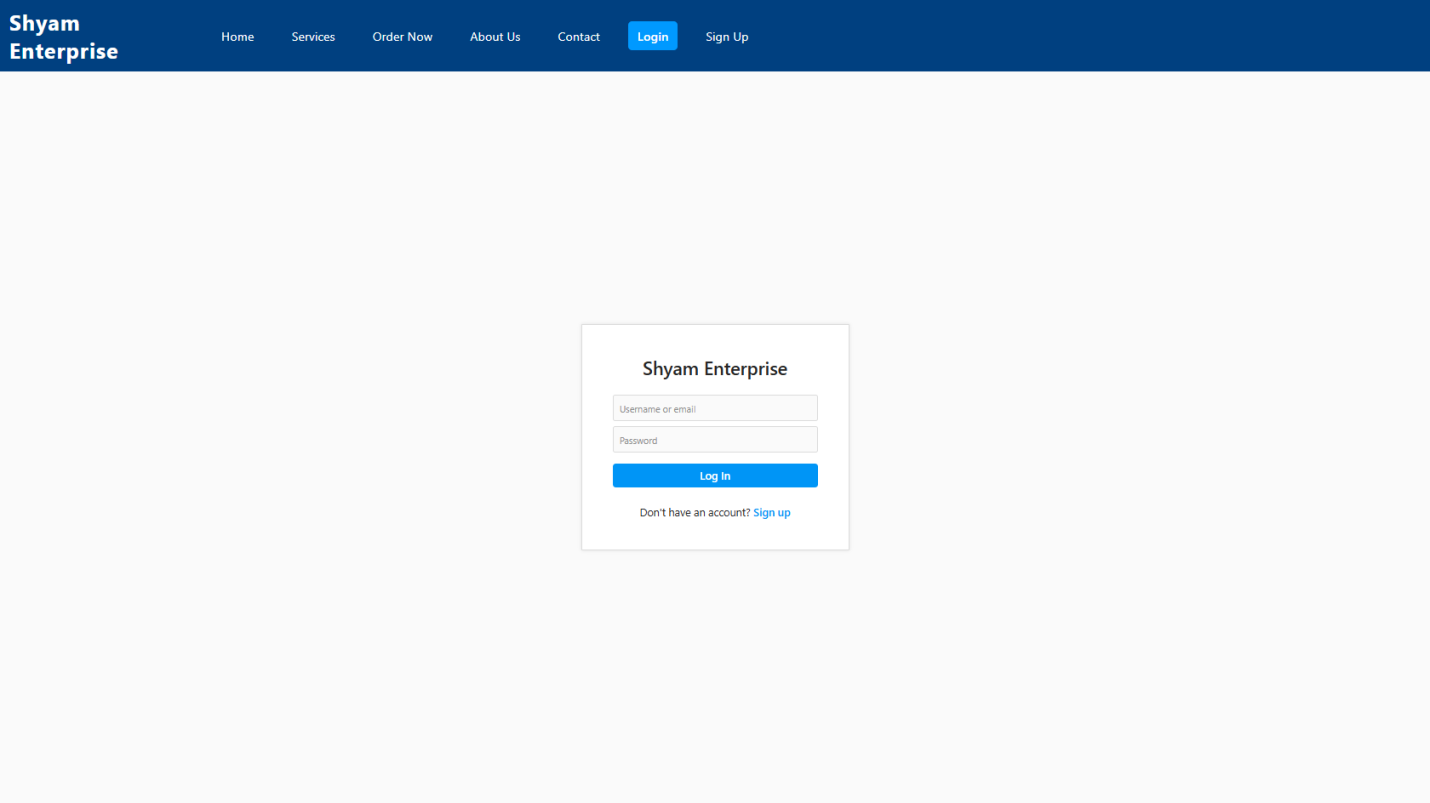 Shyam
Enterprise
Home Services Order Now About Us Contact Login Sign Up
Shyam Enterprise
Username or email
Password
Log In
Don't have an account? Sign up